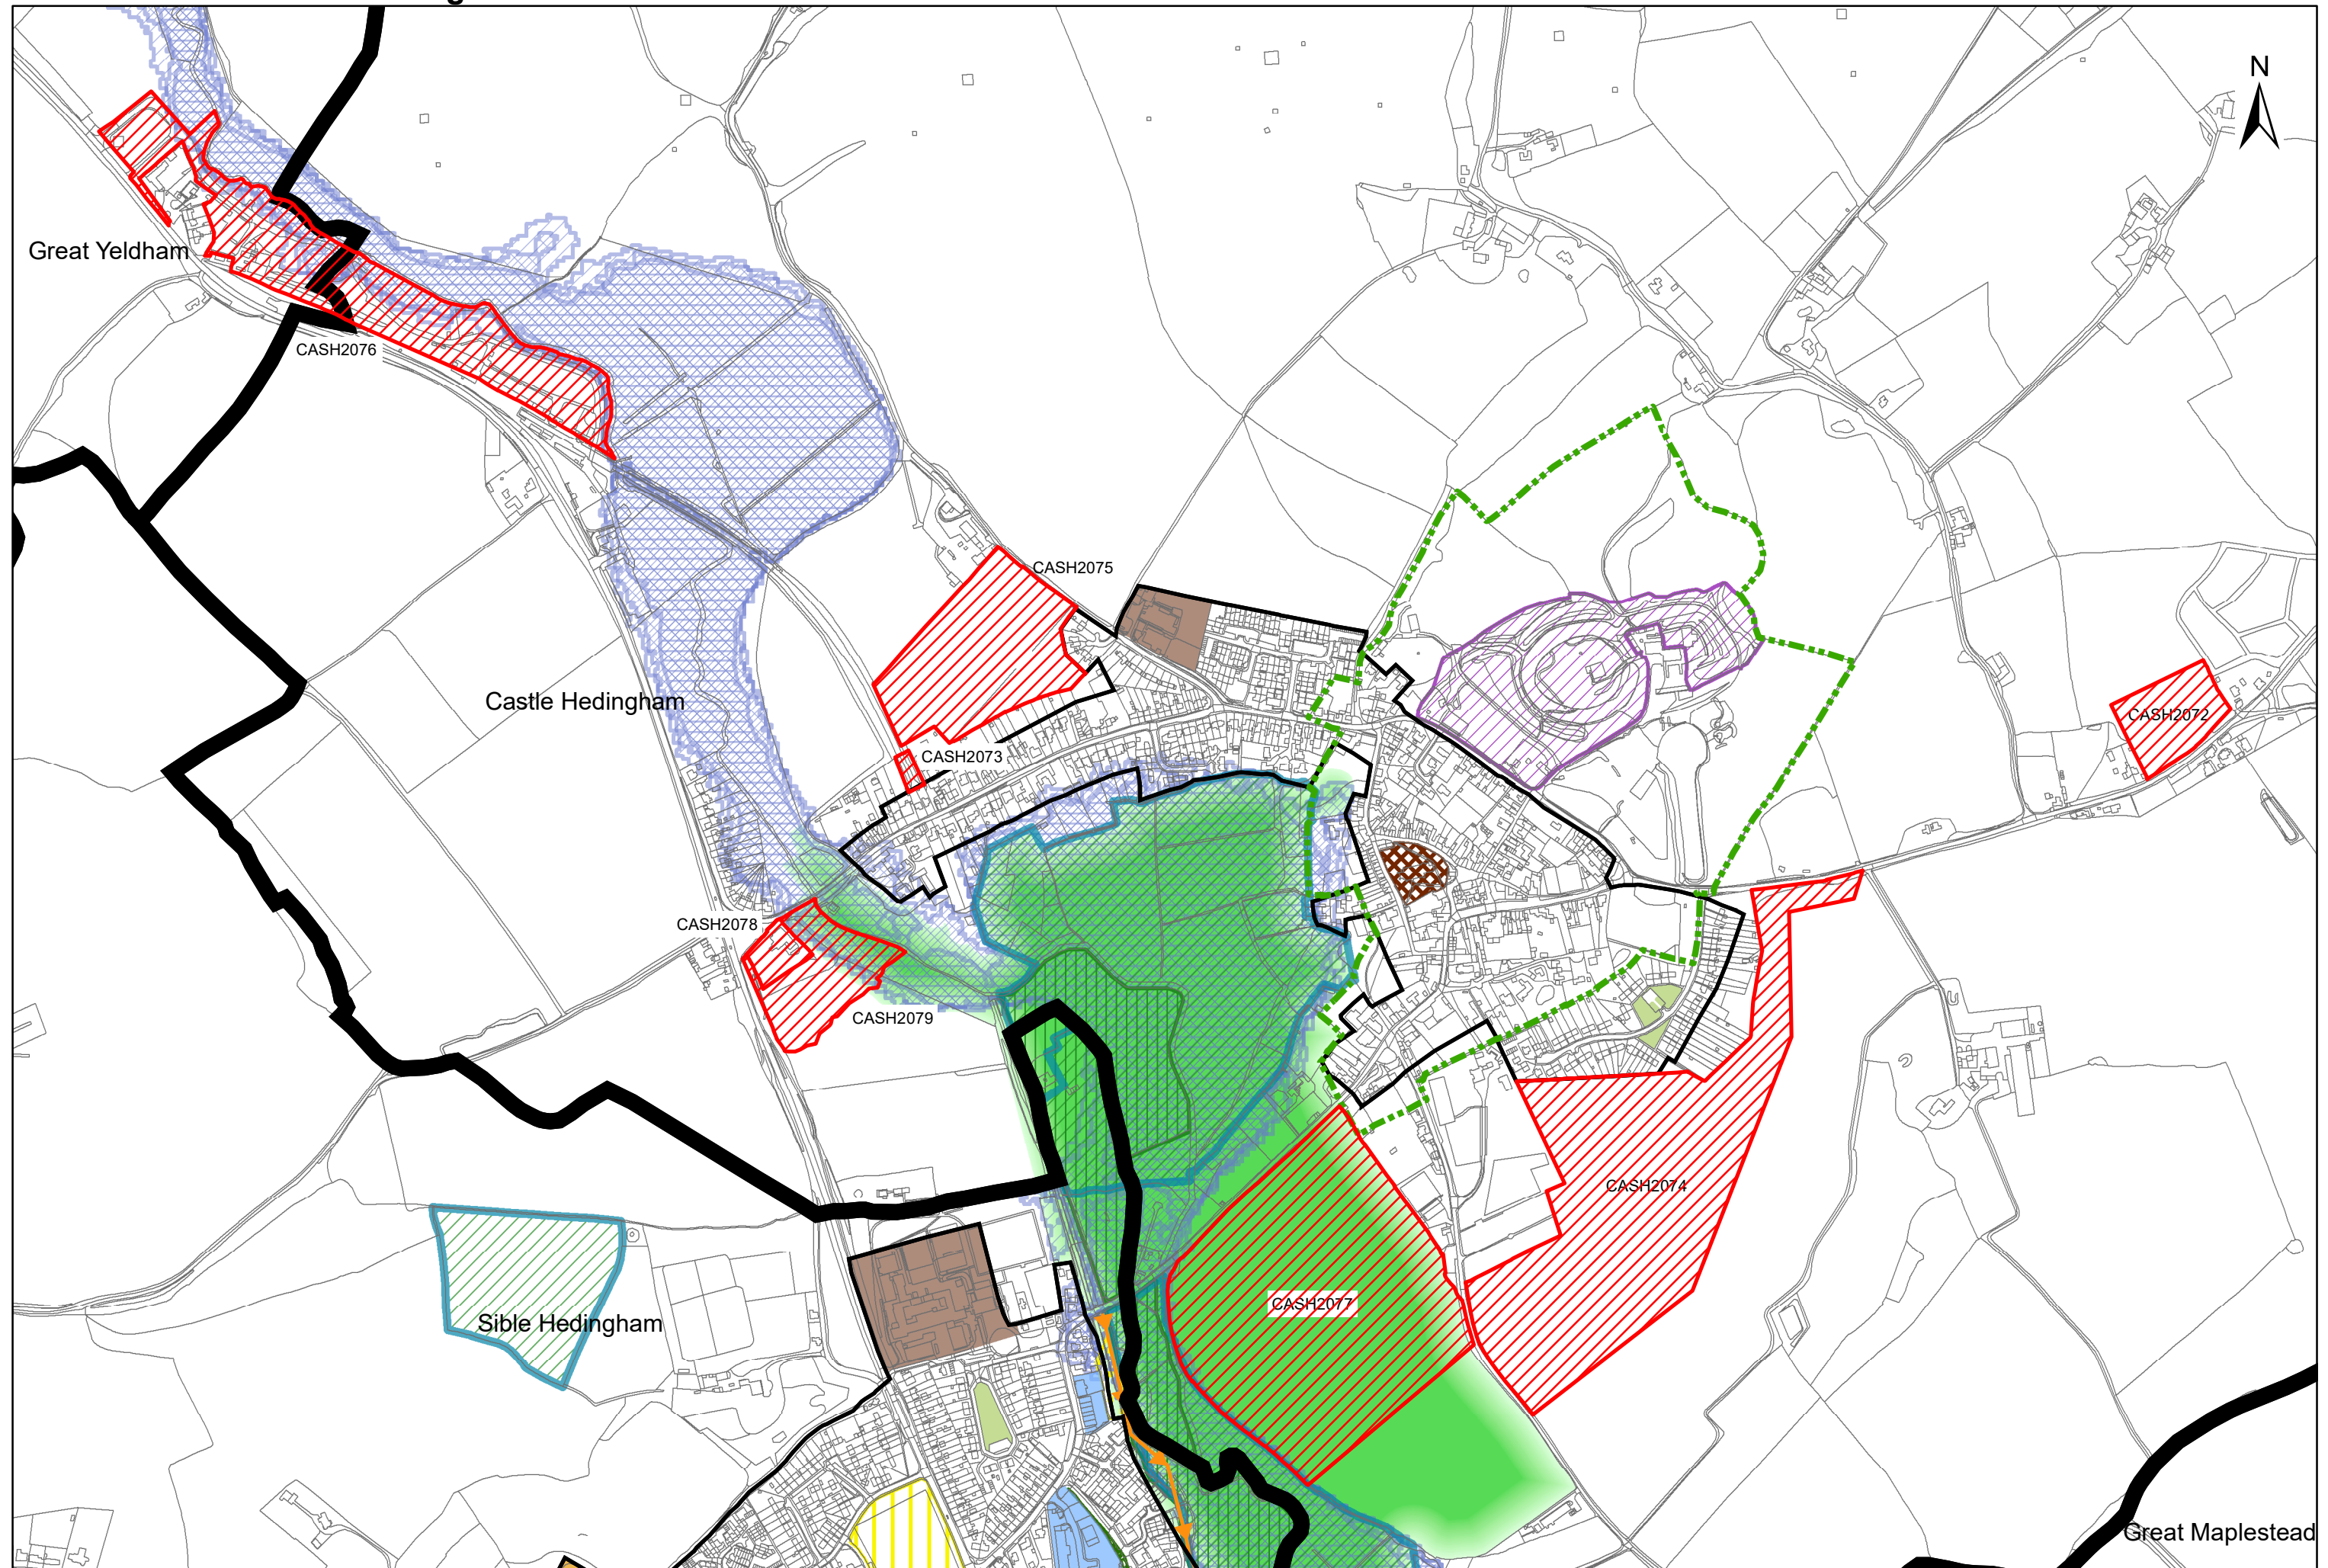 N
Great Yeldham
CASH2076
CASH2075
Castle Hedingham
CASH2072
CASH2073
CASH2078
CASH2079
CASH2074
CASH2077
Sible Hedingham
Great Maplestead